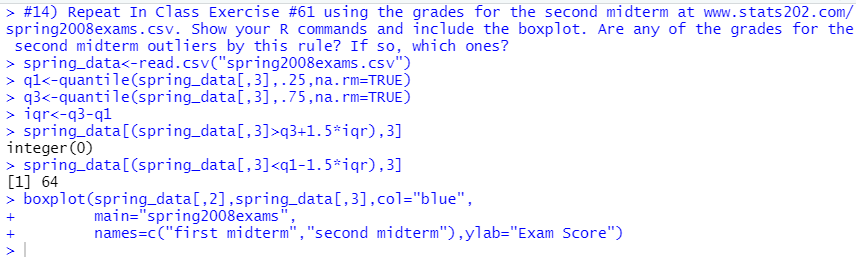 > #14) Repeat In Class Exercise #61 using the grades for the second midterm at www.stats202.com/
spring2008exams.csv. Show your R commands and include the boxplot. Are any of the grades for the
 second midterm outliers by this rule? If so, which ones?
> spring_data<-read.csv("spring2008exams.csv")
> q1<-quantile(spring_data[,3],.25,na.rm=TRUE)
> q3<-quantile(spring_data[,3],.75,na.rm=TRUE)
> iqr<-q3-q1
> spring_data[(spring_data[,3]>q3+1.5*iqr),3]
integer(0)
> spring_data[(spring_data[,3]<q1-1.5*iqr),3]
[1] 64
> boxplot(spring_data[,2],spring_data[,3],col="blue",
+         main="spring2008exams",
+         names=c("first midterm","second midterm"),ylab="Exam Score")
>